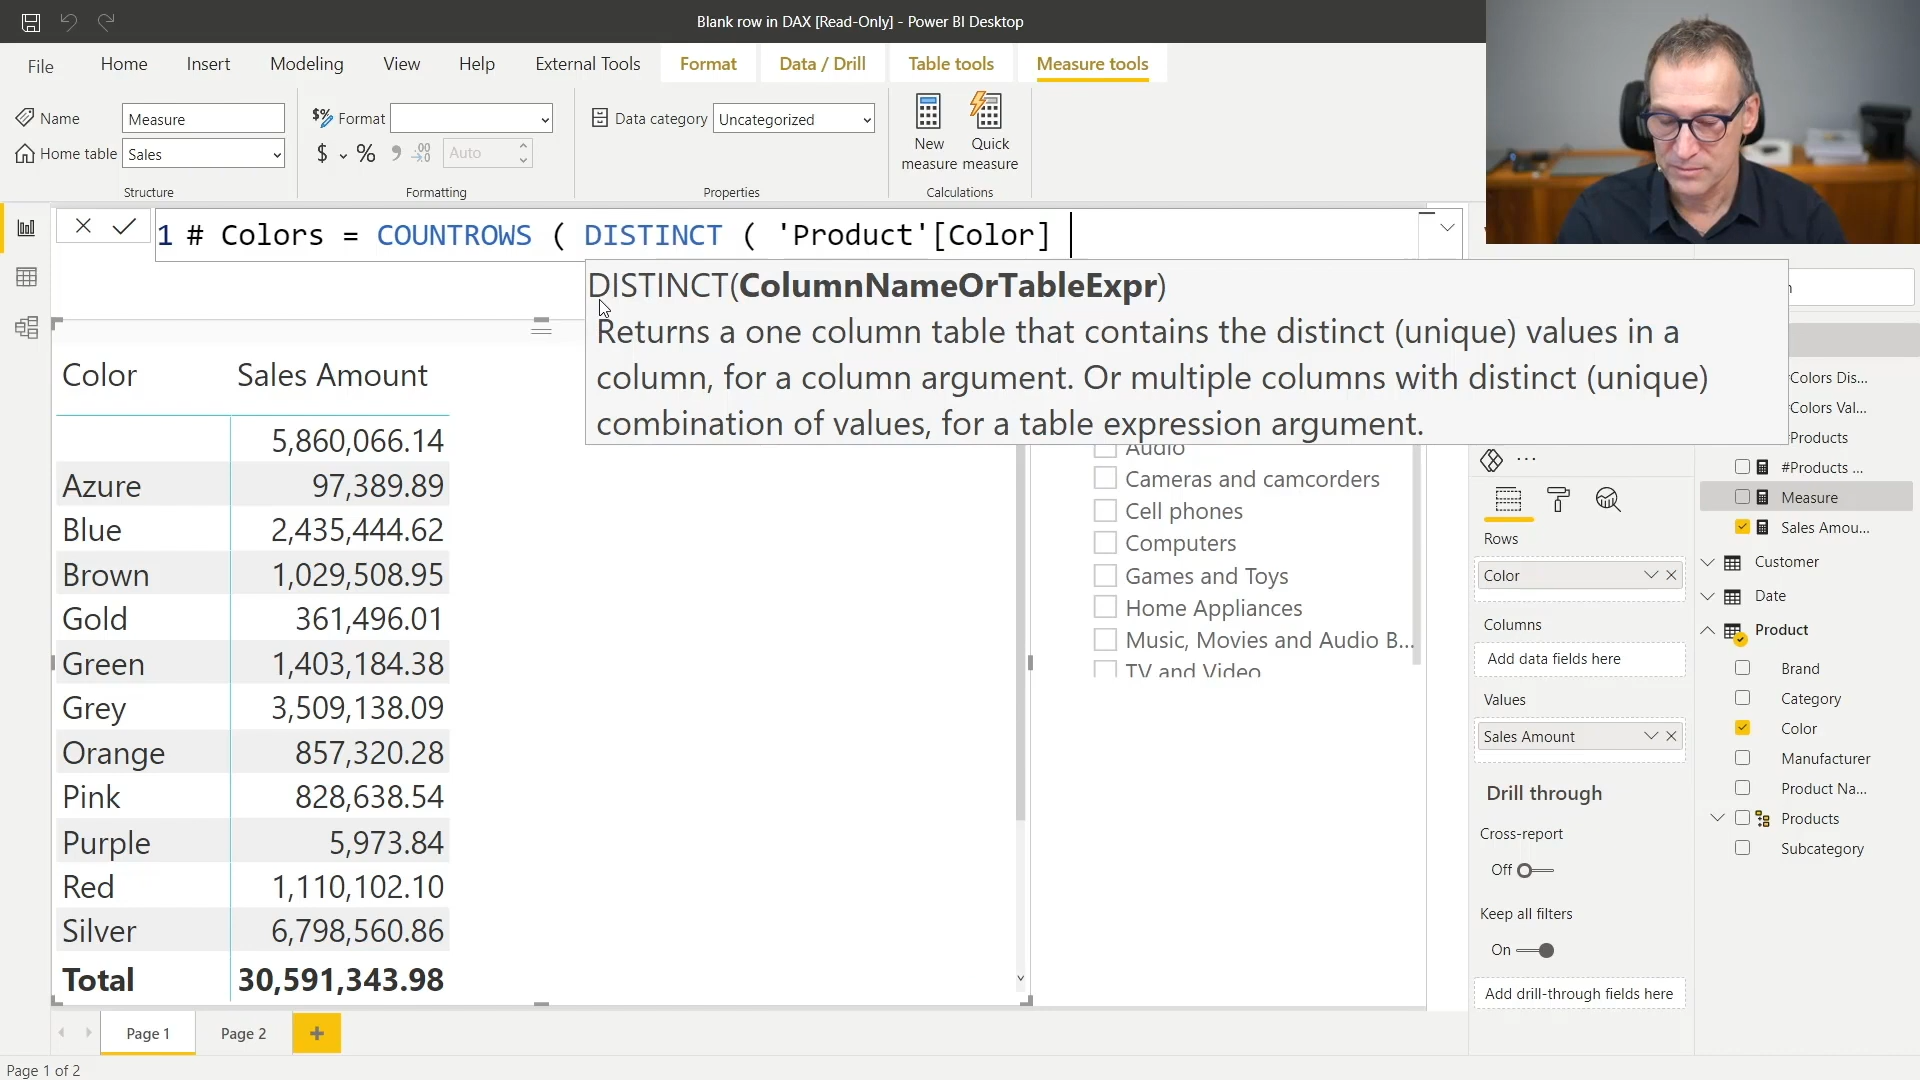 Blank row in DAX [Read-Only] - Power BI Desktop
File Home Insert Modeling View Help External Tools Format Data / Drill Table tools Measure tools
Name Measure
Format
Data category Uncategorized
Home table Sales
$ % Auto
New measure
Quick measure
Structure Formatting Properties Calculations
1 # Colors = COUNTROWS ( DISTINCT ( 'Product'[Color]
DISTINCT(ColumnNameOrTableExpr)
Returns a one column table that contains the distinct (unique) values in a
column, for a column argument. Or multiple columns with distinct (unique)
combination of values, for a table expression argument.
Color Sales Amount
5,860,066.14
Azure 97,389.89
Blue 2,435,444.62
Brown 1,029,508.95
Gold 361,496.01
Green 1,403,184.38
Grey 3,509,138.09
Orange 857,320.28
Pink 828,638.54
Purple 5,973.84
Red 1,110,102.10
Silver 6,798,560.86
Total 30,591,343.98
Audio
Cameras and camcorders
Cell phones
Computers
Games and Toys
Home Appliances
Music, Movies and Audio B...
TV and Video
Rows
Color
Columns
Add data fields here
Values
Sales Amount
Drill through
Cross-report
Off
Keep all filters
On
Add drill-through fields here
Colors Dis...
Colors Val...
Products
#Products ...
Measure
Sales Amou...
Customer
Date
Product
Brand
Category
Color
Manufacturer
Product Na...
Products
Subcategory
Page 1 Page 2 +
Page 1 of 2